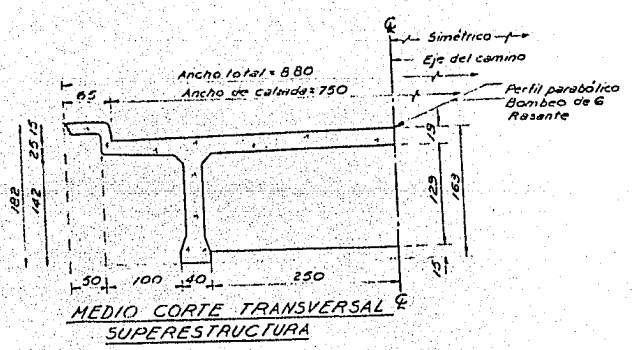 ℄
Simétrico
Eje del camino
Ancho total = 880
65
Ancho de calzada = 750
Perfil parabólico
Bombeo de 6
Rasante
19
15
25
182
142
129
163
15
50
100
40
250
℄
MEDIO CORTE TRANSVERSAL
SUPERESTRUCTURA